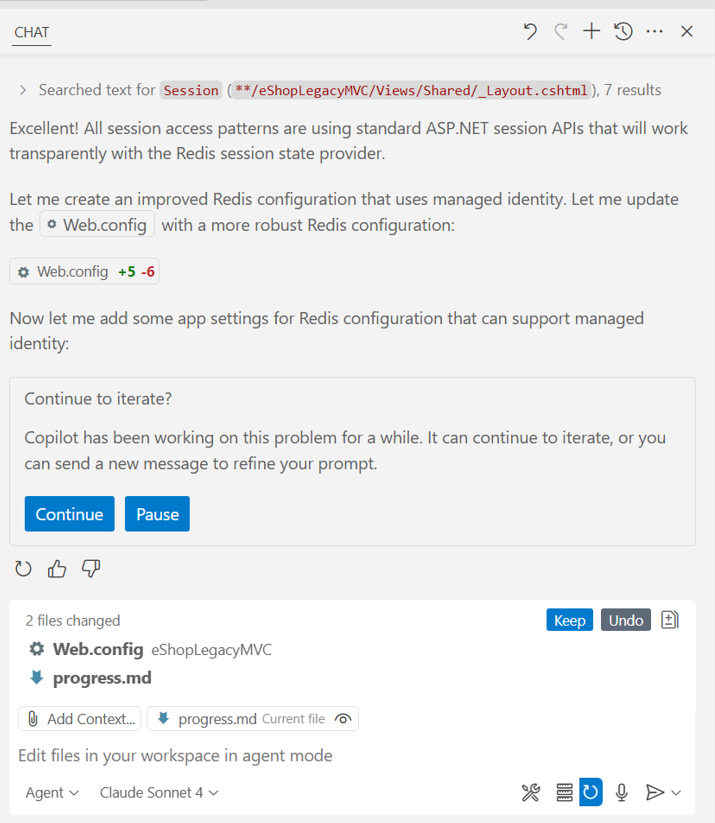 CHAT
Searched text for Session (**/eShopLegacyMVC/Views/Shared/_Layout.cshtml), 7 results
Excellent! All session access patterns are using standard ASP.NET session APIs that will work
transparently with the Redis session state provider.
Let me create an improved Redis configuration that uses managed identity. Let me update
the Web.config with a more robust Redis configuration:
Web.config +5 -6
Now let me add some app settings for Redis configuration that can support managed
identity:
Continue to iterate?
Copilot has been working on this problem for a while. It can continue to iterate, or you
can send a new message to refine your prompt.
Continue Pause
2 files changed Keep Undo
Web.config eShopLegacyMVC
progress.md
Add Context... progress.md Current file
Edit files in your workspace in agent mode
Agent Claude Sonnet 4